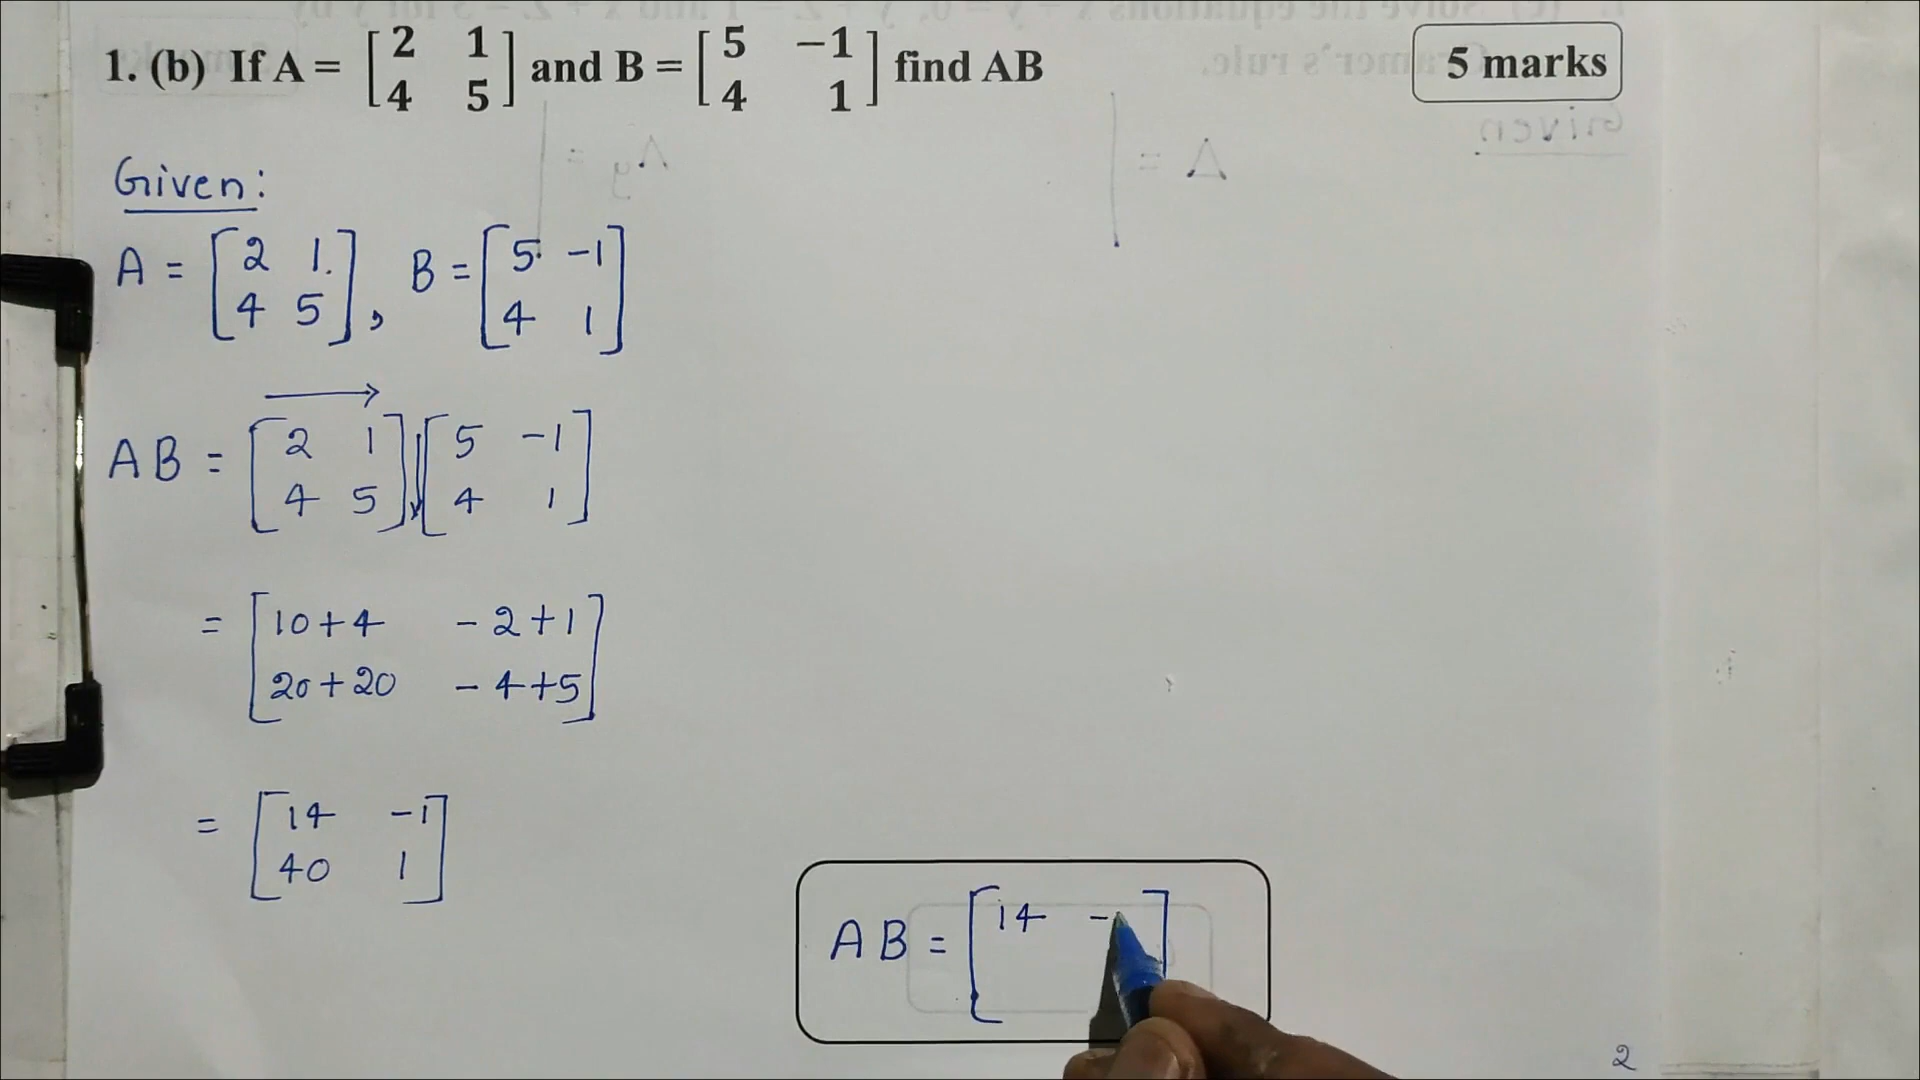 1. (b) If A = [2 1 and B = [5 −1 find AB
4 5] 4 1]
5 marks
Given:
A = [2 1
4 5], B = [5 −1
4 1]
AB = [2 1
4 5] [5 −1
4 1]
= [10+4 −2+1
20+20 −4+5]
= [14 −1
40 1]
AB = [14 − ]
2